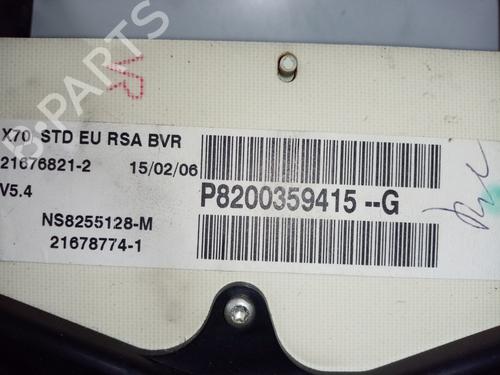 X70 STD EU RSA BVR
21676821-2 15/02/06
V5.4
P8200359415--G
NS8255128-M
21678774-1
B-PARTS